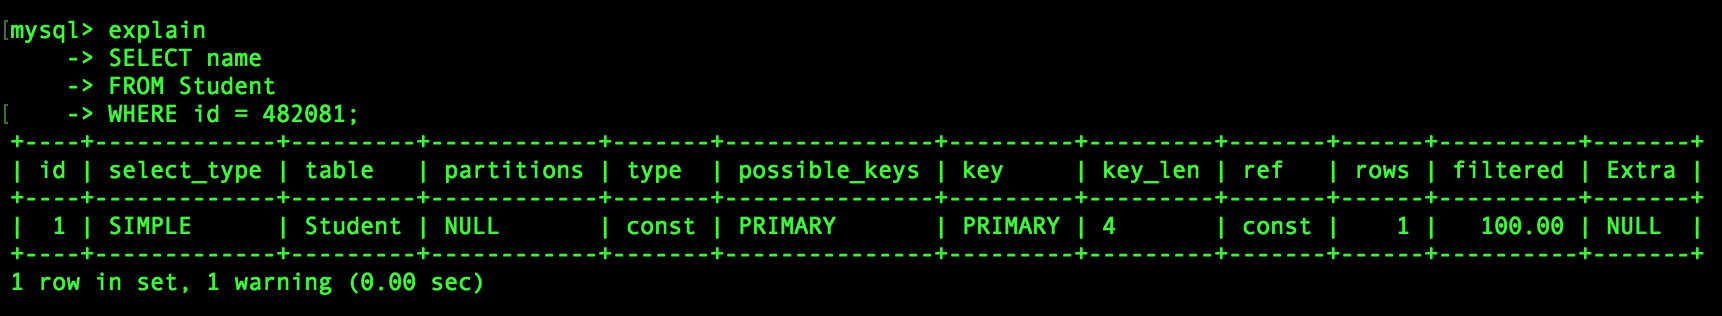 [mysql> explain
    -> SELECT name
    -> FROM Student
[    -> WHERE id = 482081;
+----+-------------+---------+------------+-------+---------------+---------+---------+-------+------+----------+-------+
| id | select_type | table   | partitions | type  | possible_keys | key     | key_len | ref   | rows | filtered | Extra |
+----+-------------+---------+------------+-------+---------------+---------+---------+-------+------+----------+-------+
|  1 | SIMPLE      | Student | NULL       | const | PRIMARY       | PRIMARY | 4       | const |    1 |   100.00 | NULL  |
+----+-------------+---------+------------+-------+---------------+---------+---------+-------+------+----------+-------+
1 row in set, 1 warning (0.00 sec)